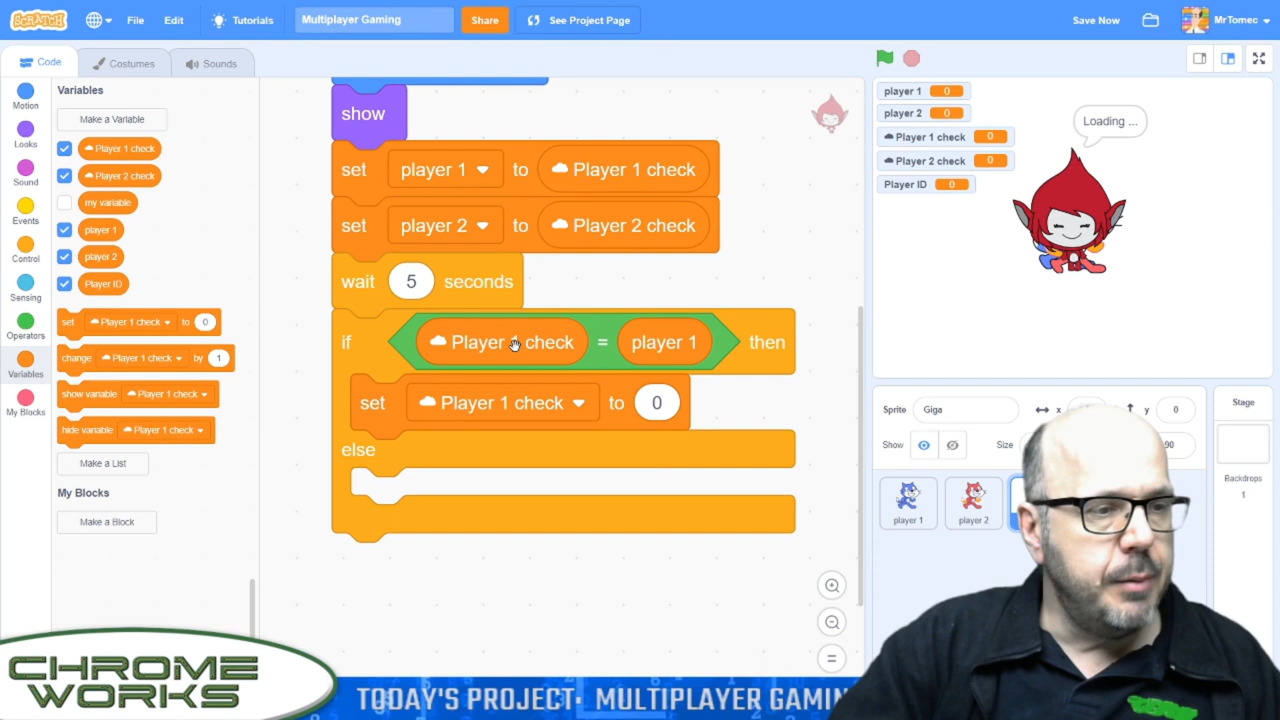 SCRATCH File Edit Tutorials Multiplayer Gaming Share See Project Page Save Now MrTomec
Code Costumes Sounds
Motion
Looks
Sound
Events
Control
Sensing
Operators
Variables
My Blocks
Variables
Make a Variable
Player 1 check
Player 2 check
my variable
player 1
player 2
Player ID
set Player 1 check to 0
change Player 1 check by 1
show variable Player 1 check
hide variable Player 1 check
Make a List
My Blocks
Make a Block
show
set player 1 to Player 1 check
set player 2 to Player 2 check
wait 5 seconds
if Player 1 check = player 1 then
set Player 1 check to 0
else
player 1 0
player 2 0
Player 1 check 0
Player 2 check 0
Player ID 0
Loading ...
Sprite Giga x y 0
Show Size 90
player 1
player 2
Stage
Backdrops
1
CHROME
WORKS
TODAY'S PROJECT: MULTIPLAYER GAMIN